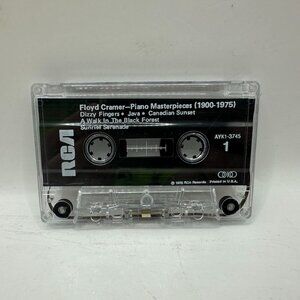 Floyd Cramer—Piano Masterpieces (1900-1975)
Dizzy Fingers • Java • Canadian Sunset
A Walk In The Black Forest
Sunrise Serenade
AYK1-3745
1
RCA
© 1975 RCA Records
Printed in U.S.A.